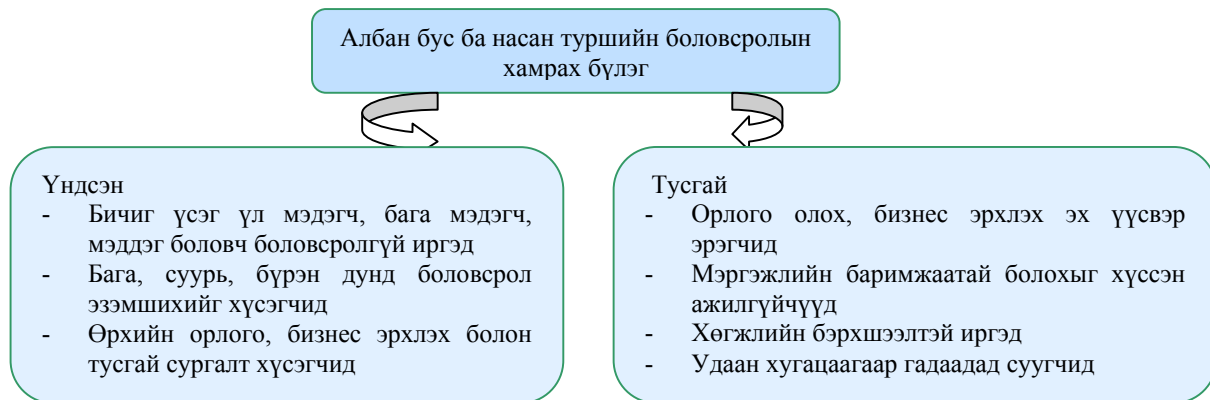 Албан бус ба насан туршийн боловсролын
хамрах бүлэг
Үндсэн
- Бичиг үсэг үл мэдэгч, бага мэдэгч,
мэддэг боловч боловсролгүй иргэд
- Бага, суурь, бүрэн дунд боловсрол
эзэмшихийг хүсэгчид
- Өрхийн орлого, бизнес эрхлэх болон
тусгай сургалт хүсэгчид
Тусгай
- Орлого олох, бизнес эрхлэх эх үүсвэр
эрэгчид
- Мэргэжлийн баримжаатай болохыг хүссэн
ажилгүйчүүд
- Хөгжлийн бэрхшээлтэй иргэд
- Удаан хугацаагаар гадаадад суугчид